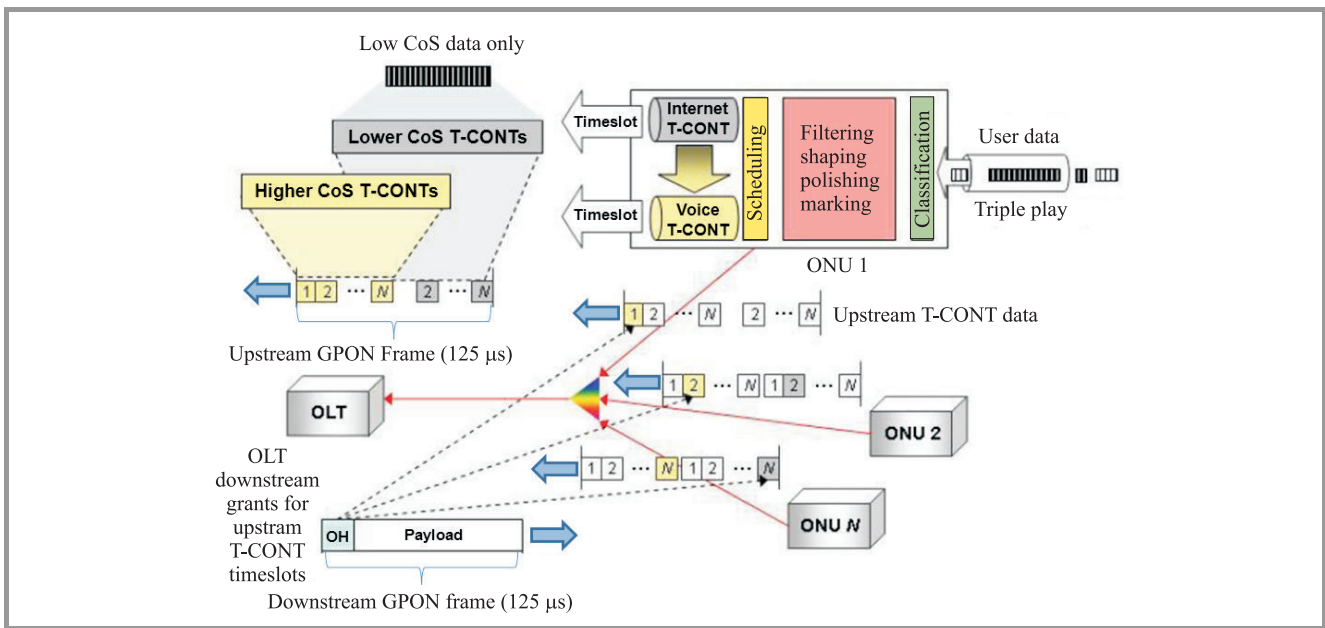 Low CoS data only
Lower CoS T-CONTs
Higher CoS T-CONTs
1 2 ··· N 2 ··· N
Upstream GPON Frame (125 µs)
Timeslot
Timeslot
Internet
T-CONT
Voice
T-CONT
Scheduling
Filtering
shaping
polishing
marking
Classification
User data
Triple play
ONU 1
1 2 ··· N 2 ··· N
Upstream T-CONT data
1 2 ··· N 1 2 ··· N
OLT
ONU 2
1 2 ··· N 1 2 ··· N
ONU N
OLT
downstream
grants for
upstram
T-CONT
timeslots
OH
Payload
Downstream GPON frame (125 µs)